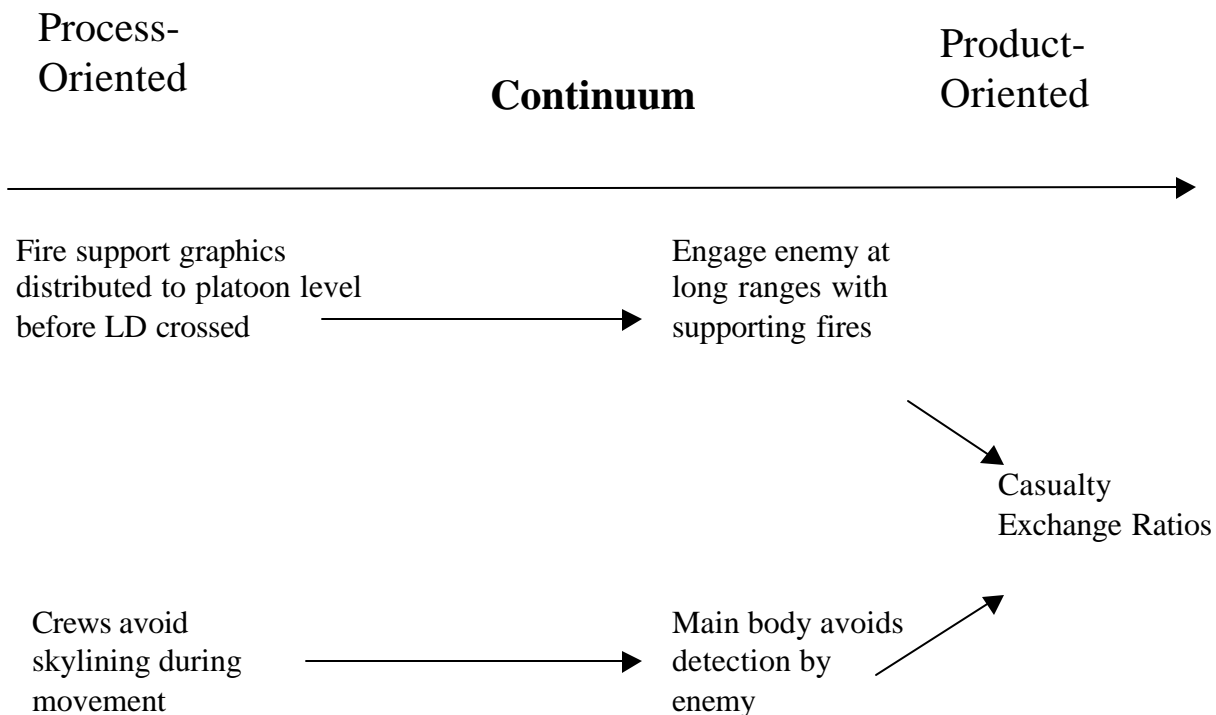 Process-
Oriented
Continuum
Product-
Oriented
Fire support graphics
distributed to platoon level
before LD crossed
Engage enemy at
long ranges with
supporting fires
Casualty
Exchange Ratios
Crews avoid
skylining during
movement
Main body avoids
detection by
enemy